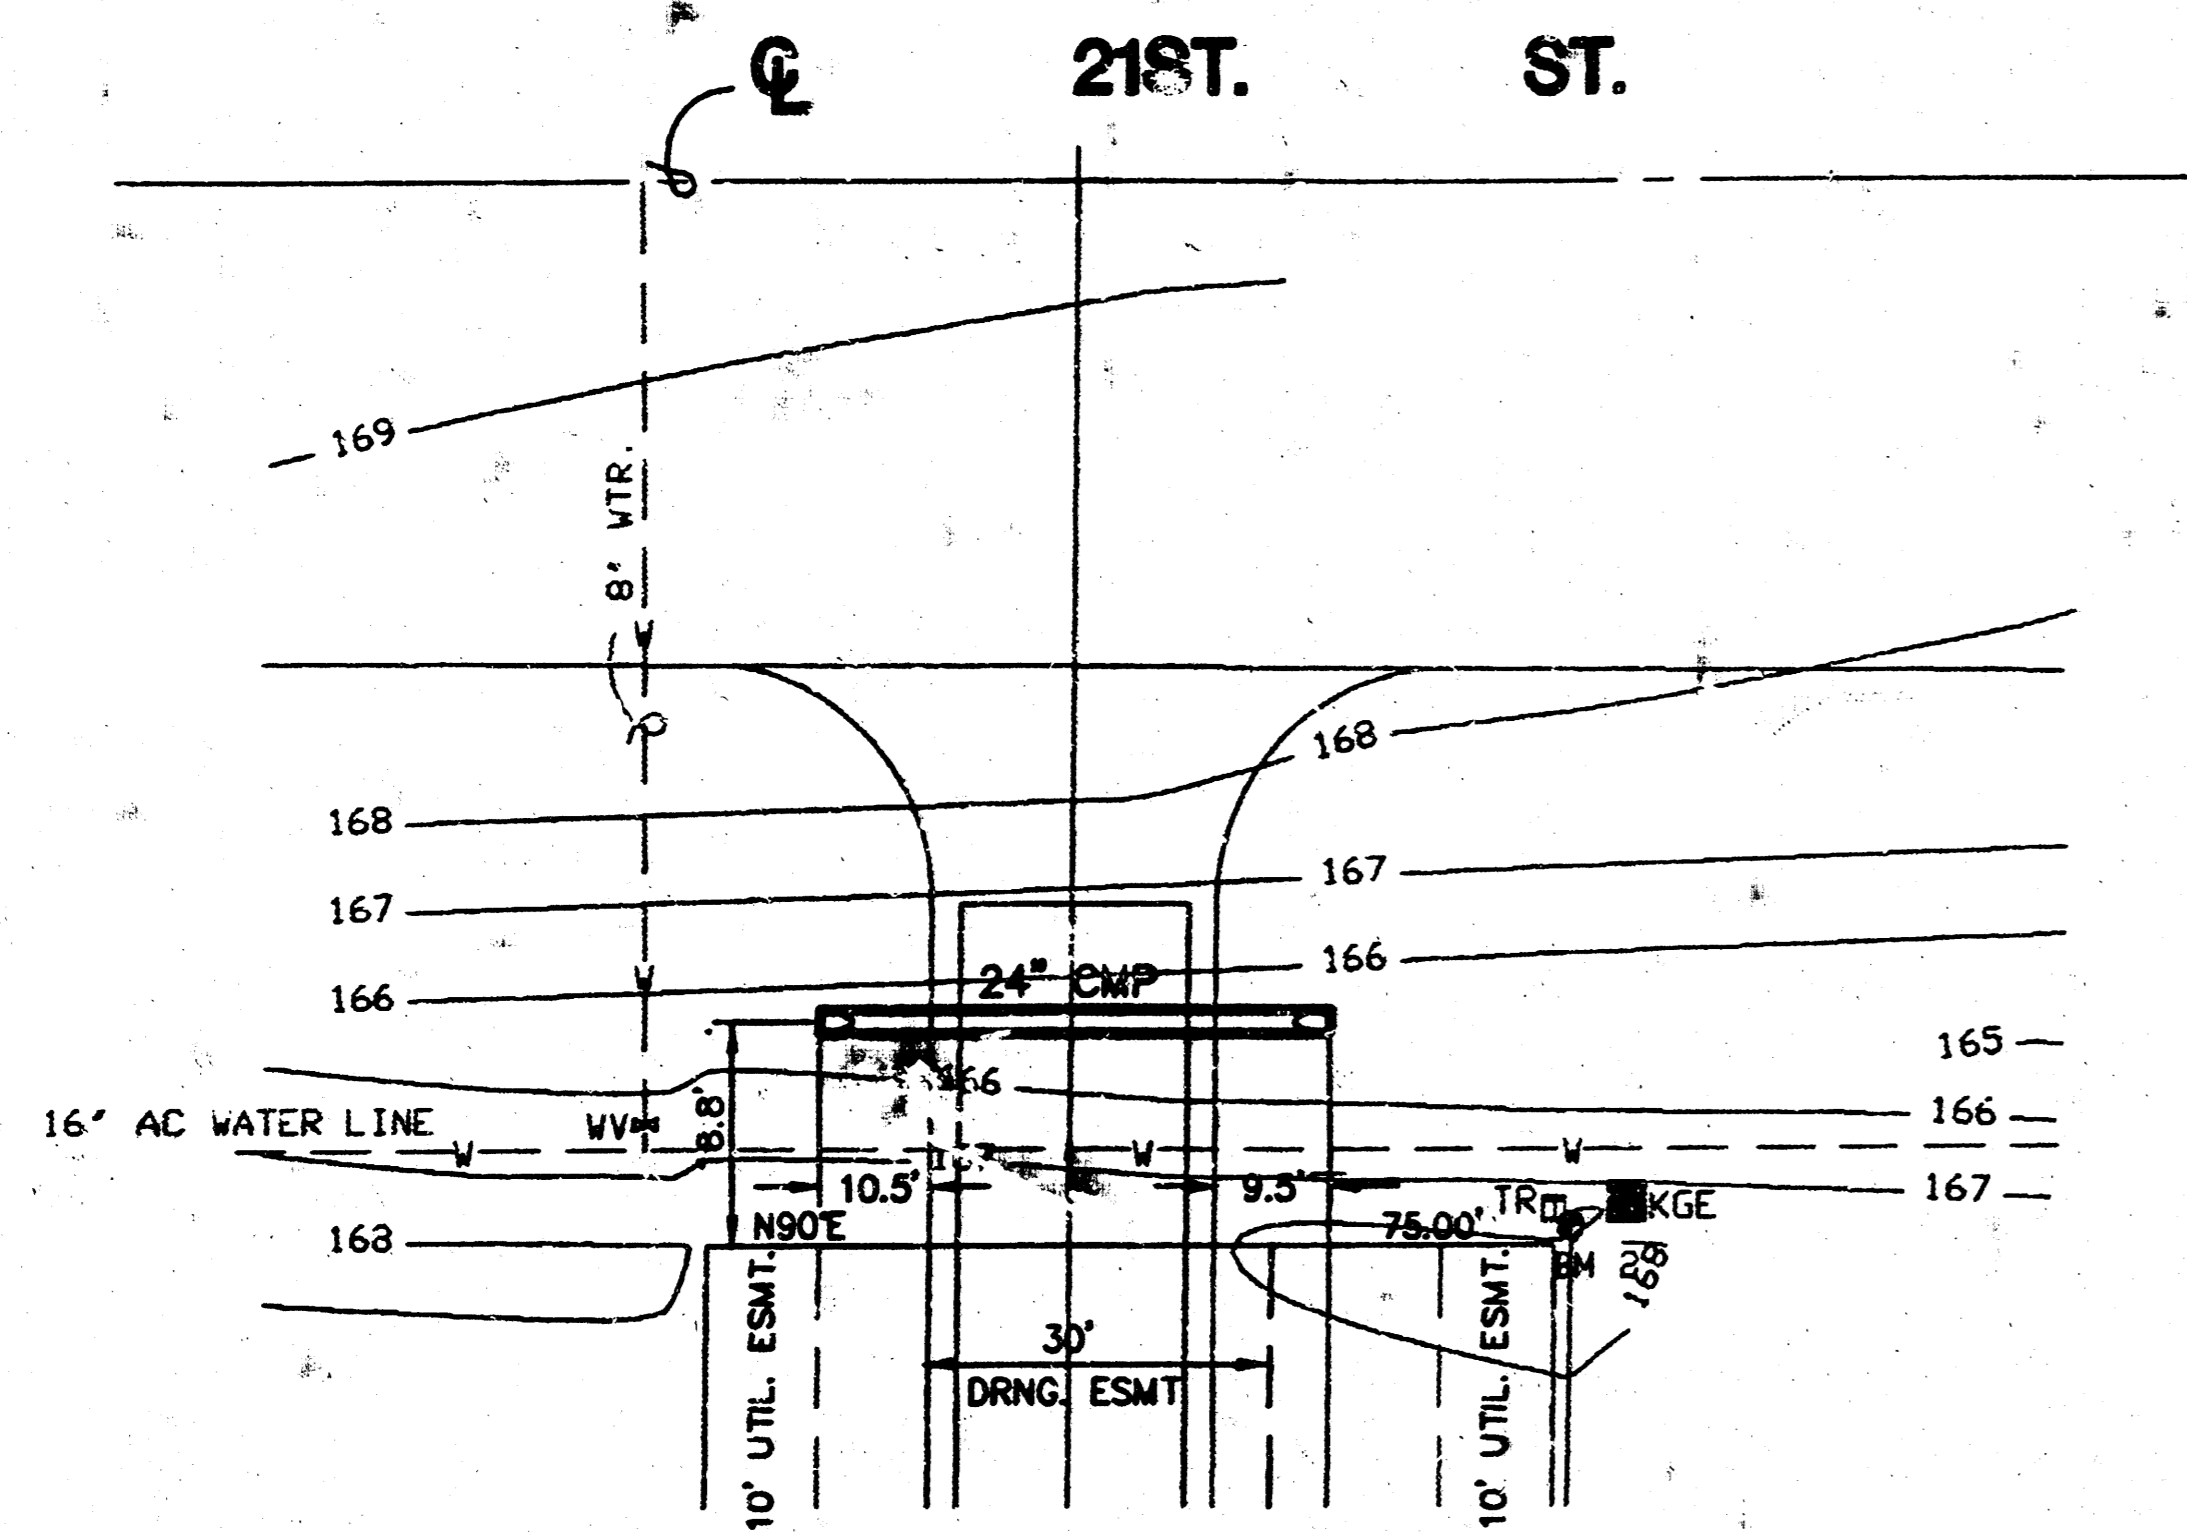 ℄ 21ST. ST.
169
8" WTR.
W
168
168
167
167
166
166
24" CMP
165
166
166
16" AC WATER LINE
WV
8.8'
W
W
W
167
10.5'
9.5'
TR
KGE
N90°E
75.00'
168
BM 28
168
30'
DRNG. ESMT
10' UTIL. ESMT.
10' UTIL. ESMT.
W